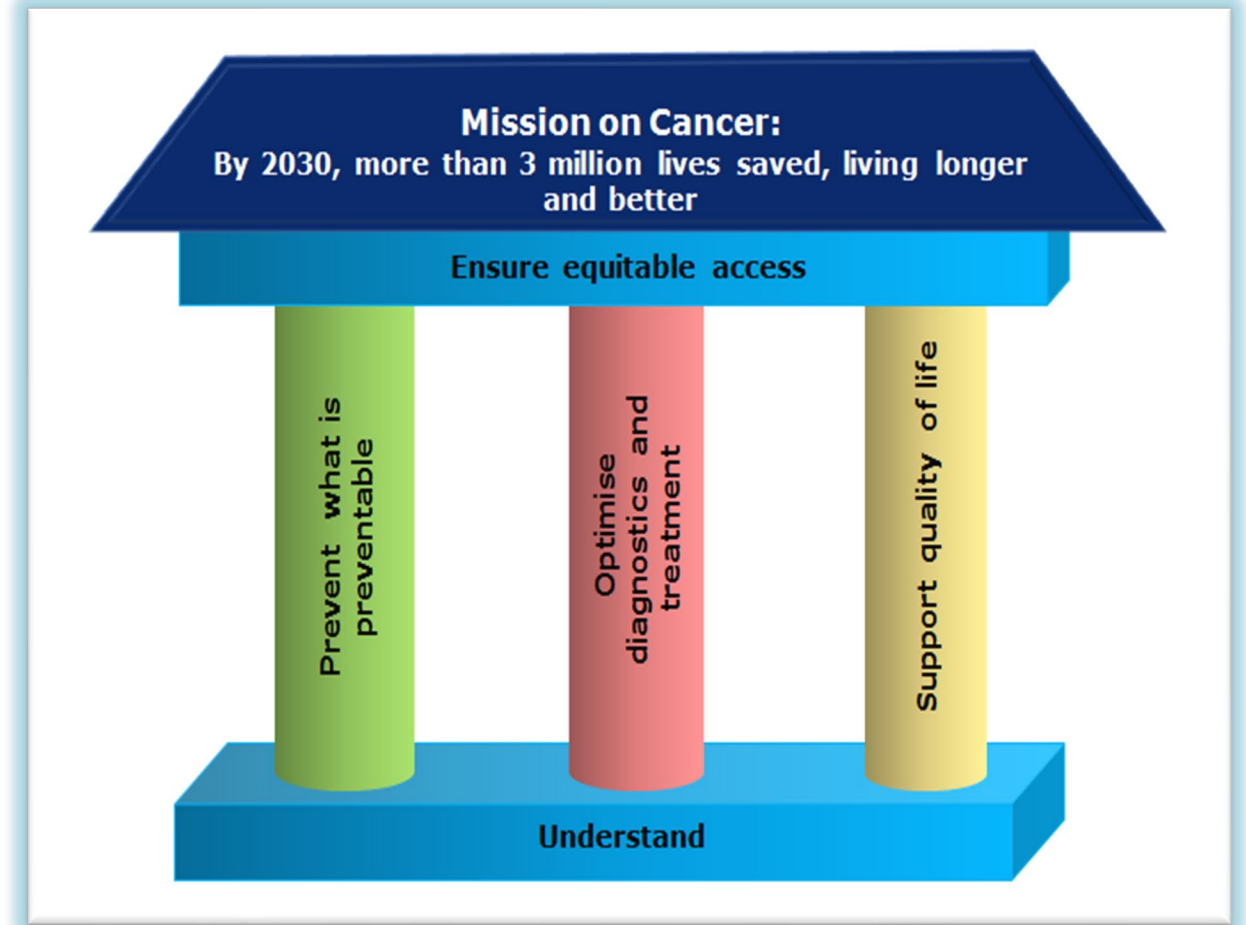 Mission on Cancer:
By 2030, more than 3 million lives saved, living longer
and better
Ensure equitable access
Prevent what is
preventable
Optimise
diagnostics and
treatment
Support quality of life
Understand